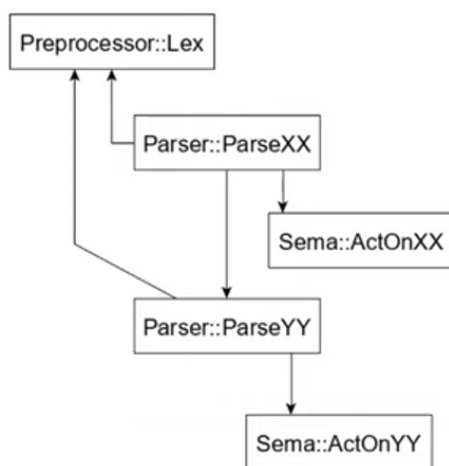 Preprocessor::Lex
Parser::ParseXX
Sema::ActOnXX
Parser::ParseYY
Sema::ActOnYY